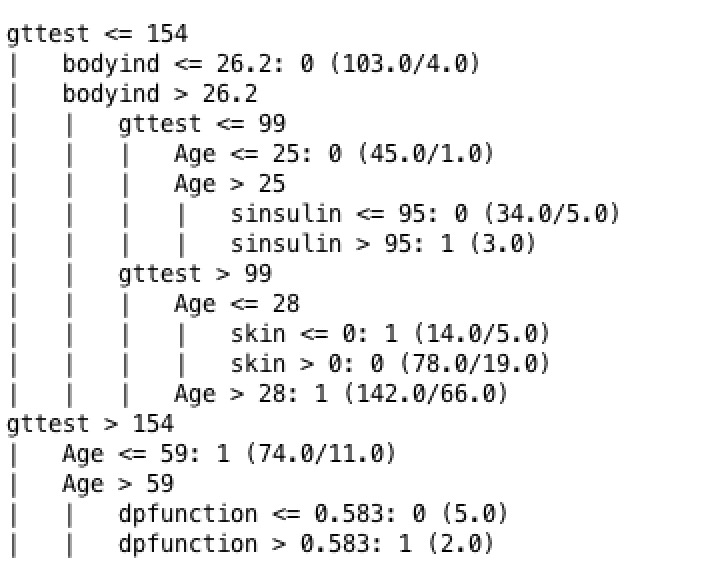 gttest <= 154
|   bodyind <= 26.2: 0 (103.0/4.0)
|   bodyind > 26.2
|   |   gttest <= 99
|   |   |   Age <= 25: 0 (45.0/1.0)
|   |   |   Age > 25
|   |   |   |   sinsulin <= 95: 0 (34.0/5.0)
|   |   |   |   sinsulin > 95: 1 (3.0)
|   |   gttest > 99
|   |   |   Age <= 28
|   |   |   |   skin <= 0: 1 (14.0/5.0)
|   |   |   |   skin > 0: 0 (78.0/19.0)
|   |   |   Age > 28: 1 (142.0/66.0)
gttest > 154
|   Age <= 59: 1 (74.0/11.0)
|   Age > 59
|   |   dpfunction <= 0.583: 0 (5.0)
|   |   dpfunction > 0.583: 1 (2.0)